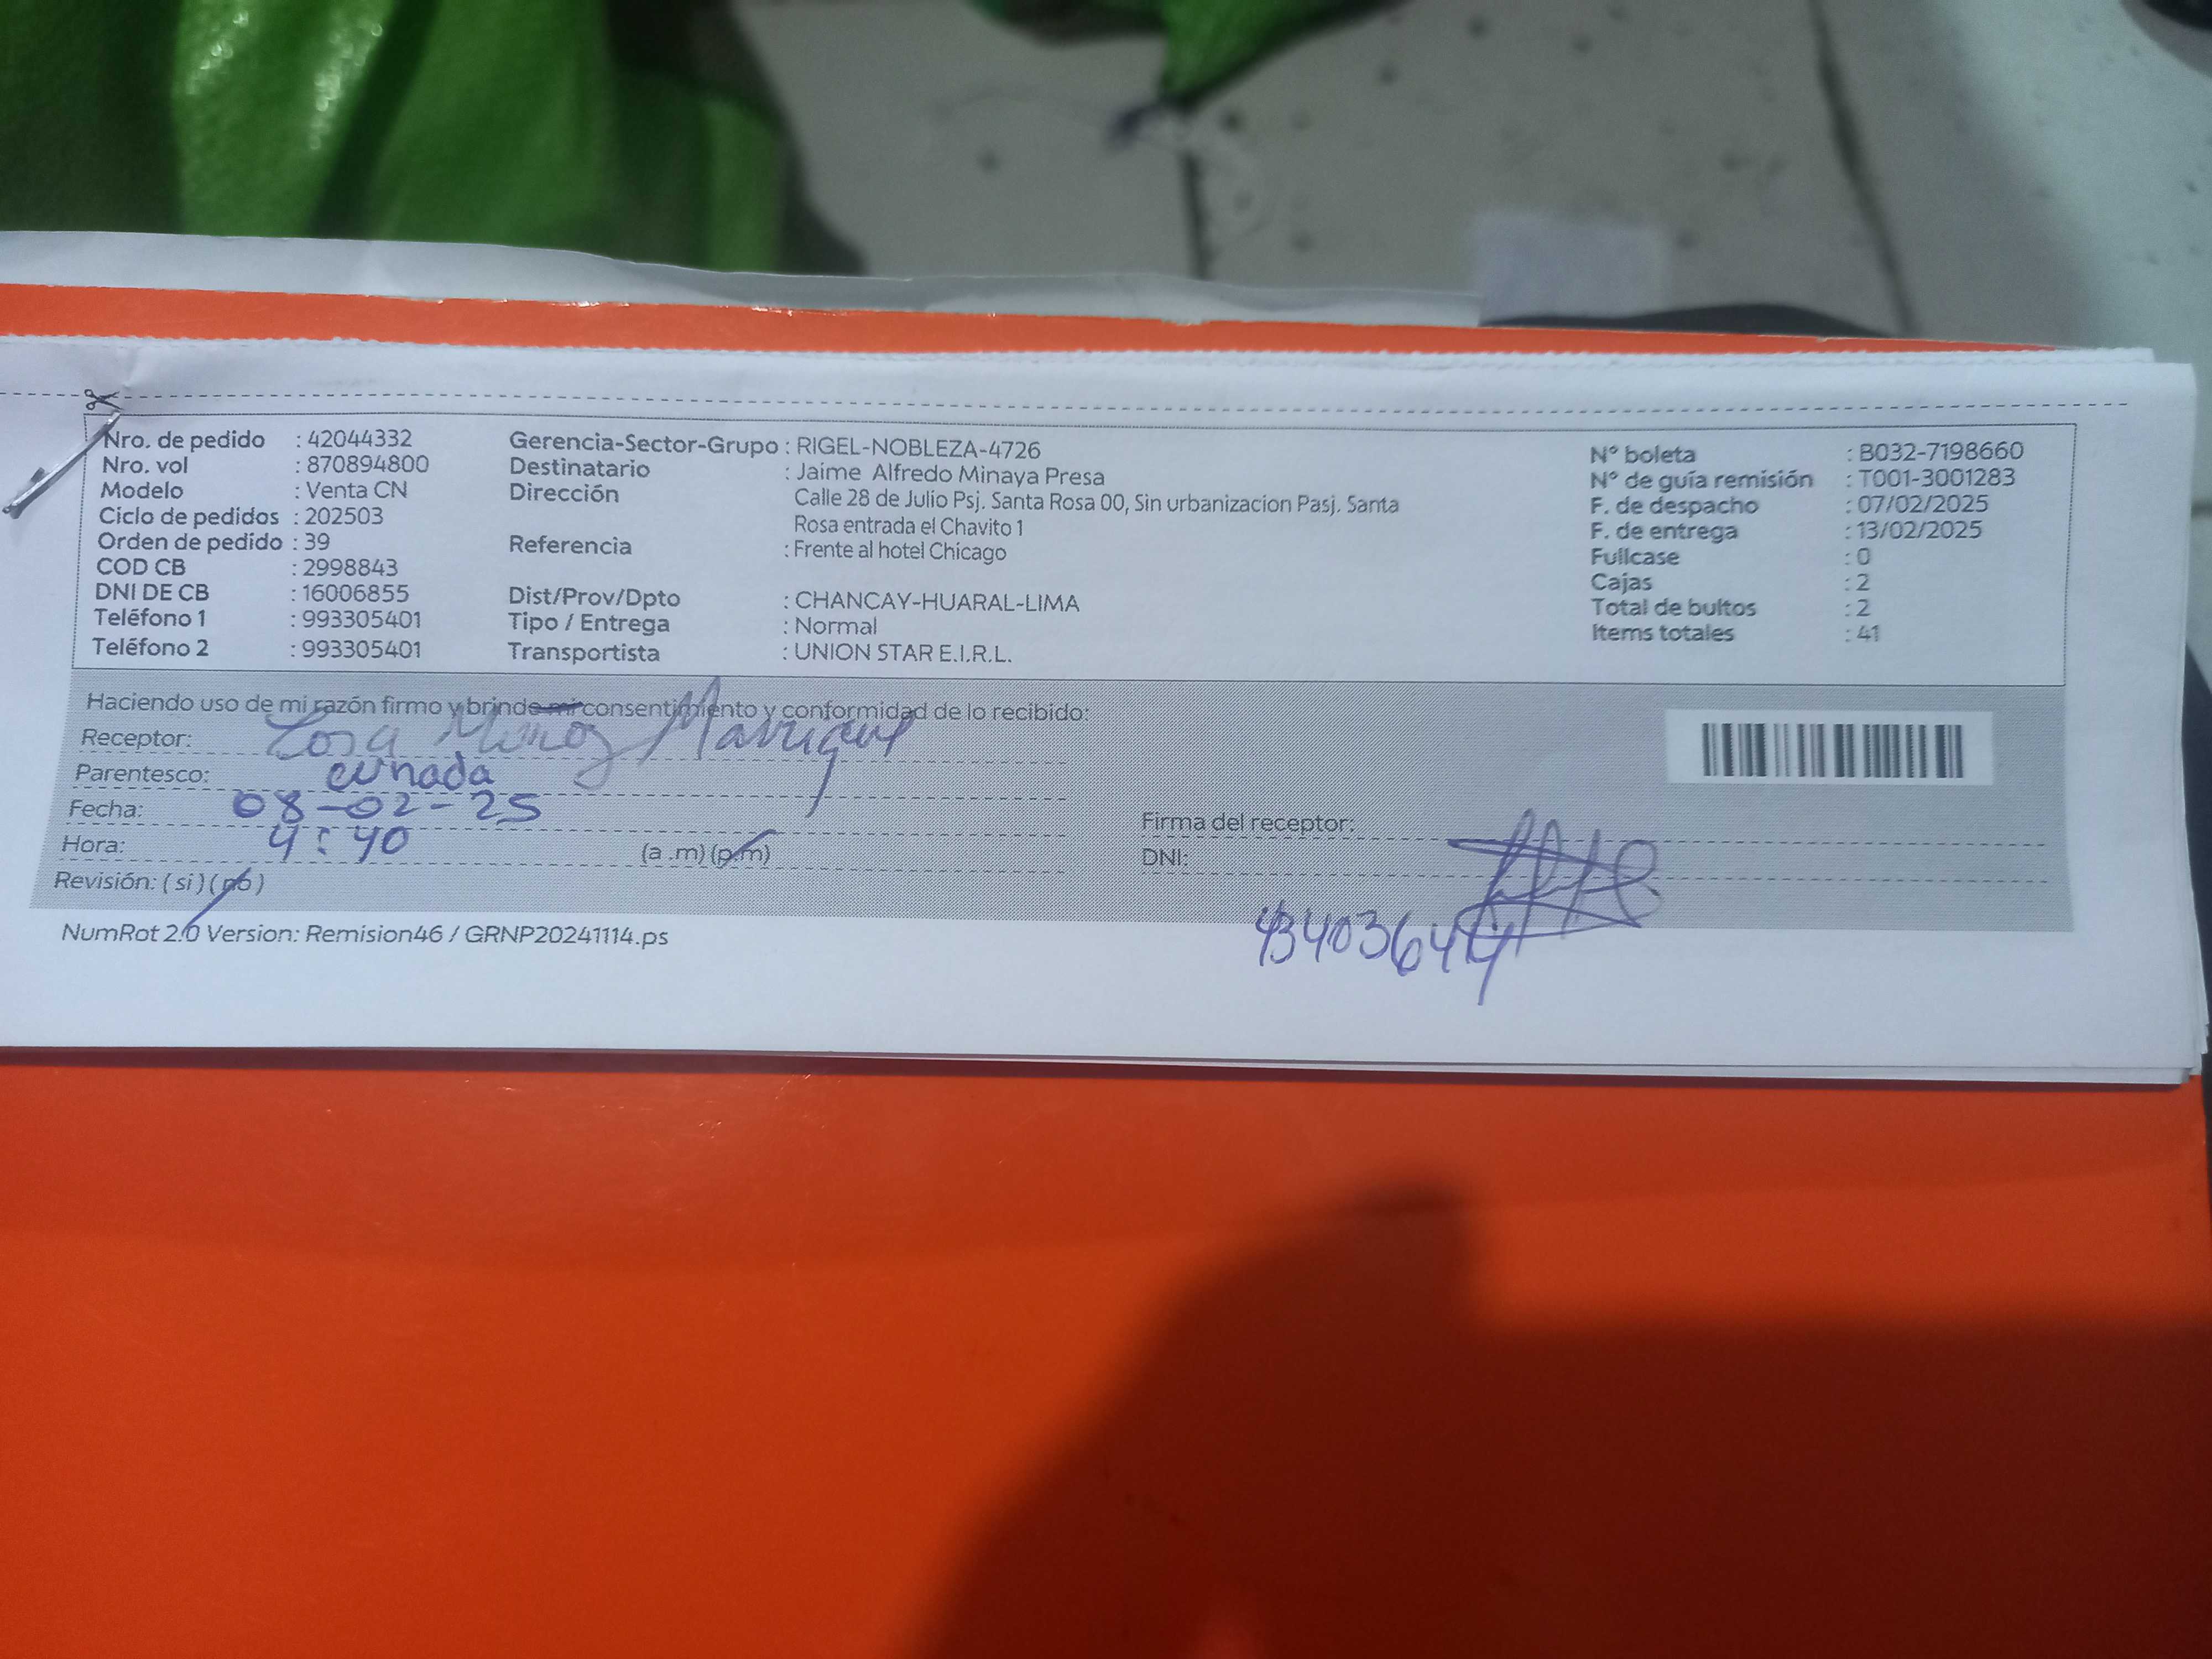 Nro. de pedido : 42044332
Nro. vol : 870894800
Modelo : Venta CN
Ciclo de pedidos : 202503
Orden de pedido : 39
COD CB : 2998843
DNI DE CB : 16006855
Teléfono 1 : 993305401
Teléfono 2 : 993305401
Gerencia-Sector-Grupo : RIGEL-NOBLEZA-4726
Destinatario : Jaime Alfredo Minaya Presa
Dirección Calle 28 de Julio Psj. Santa Rosa 00, Sin urbanizacion Pasj. Santa
Rosa entrada el Chavito 1
Referencia : Frente al hotel Chicago
Dist/Prov/Dpto : CHANCAY-HUARAL-LIMA
Tipo / Entrega : Normal
Transportista : UNION STAR E.I.R.L.
N° boleta : B032-7198660
N° de guía remisión : T001-3001283
F. de despacho : 07/02/2025
F. de entrega : 13/02/2025
Fullcase : 0
Cajas : 2
Total de bultos : 2
Items totales : 41
Haciendo uso de mi razón firmo y brinde mi consentimiento y conformidad de lo recibido:
Receptor: Manrique
Parentesco: cuñada
Fecha: 08-02-25
Hora: 4:40 (a .m) (p.m)
Revisión: ( si ) ( no )
Firma del receptor:
DNI: 43403644
NumRot 2.0 Version: Remision46 / GRNP20241114.ps